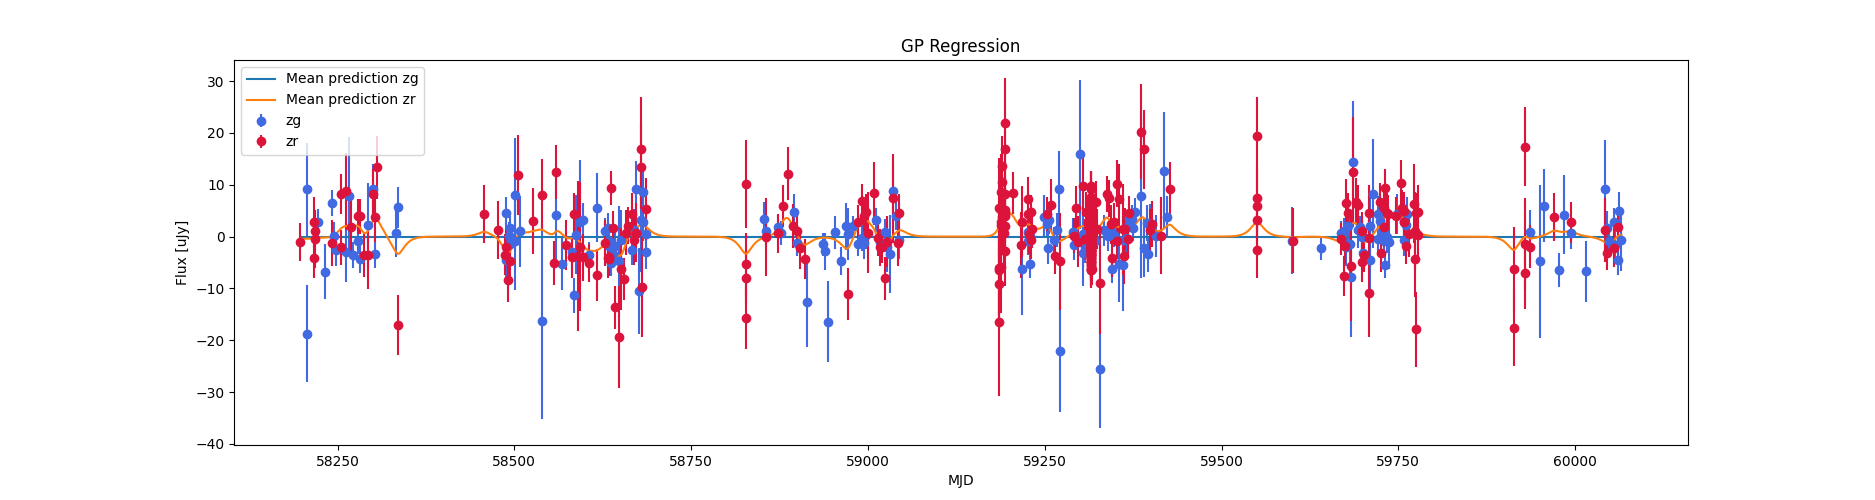 GP Regression
Mean prediction zg
Mean prediction zr
zg
zr
30
20
10
0
−10
−20
−30
−40
Flux [uJy]
58250 58500 58750 59000 59250 59500 59750 60000
MJD